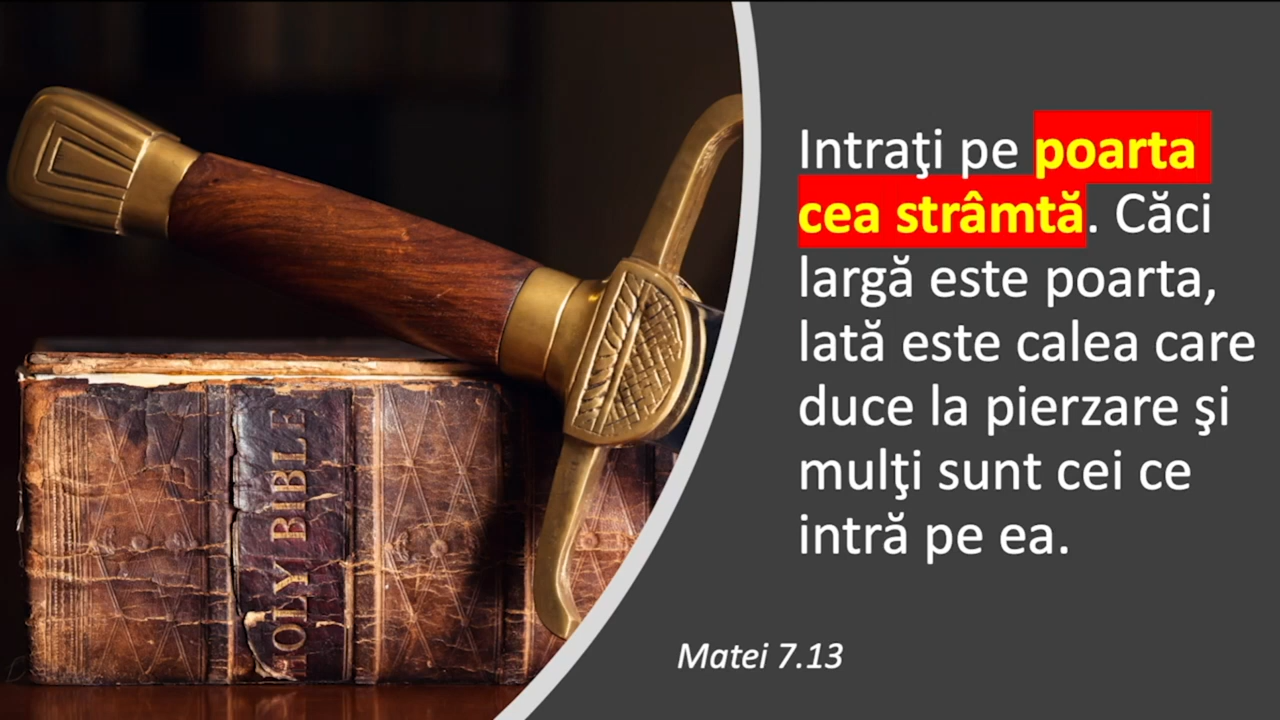 HOLY BIBLE
Intraţi pe poarta
cea strâmtă. Căci
largă este poarta,
lată este calea care
duce la pierzare şi
mulţi sunt cei ce
intră pe ea.
Matei 7.13